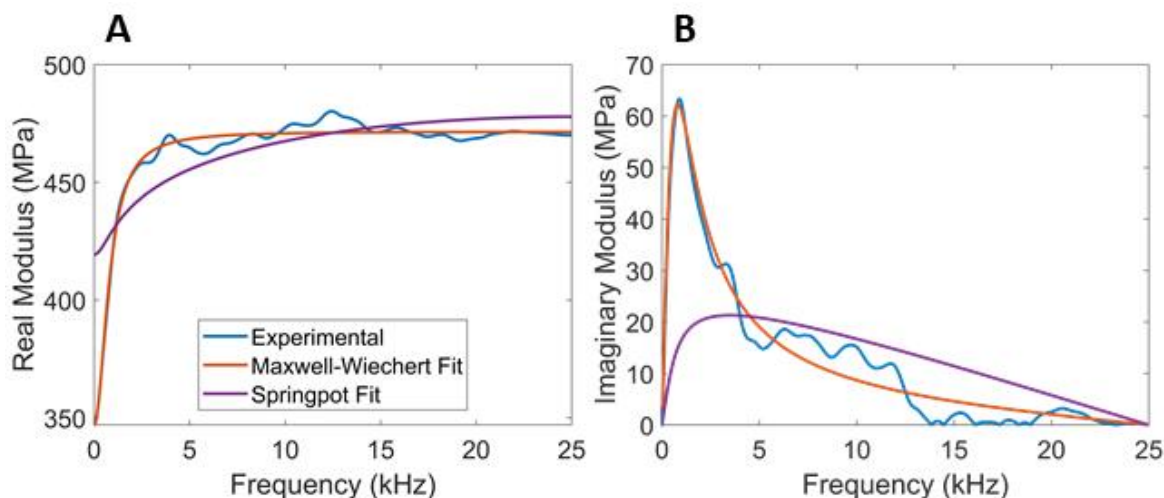 A
B
Real Modulus (MPa)
500
450
400
350
0 5 10 15 20 25
Frequency (kHz)
Experimental
Maxwell-Wiechert Fit
Springpot Fit
Imaginary Modulus (MPa)
70
60
50
40
30
20
10
0
0 5 10 15 20 25
Frequency (kHz)